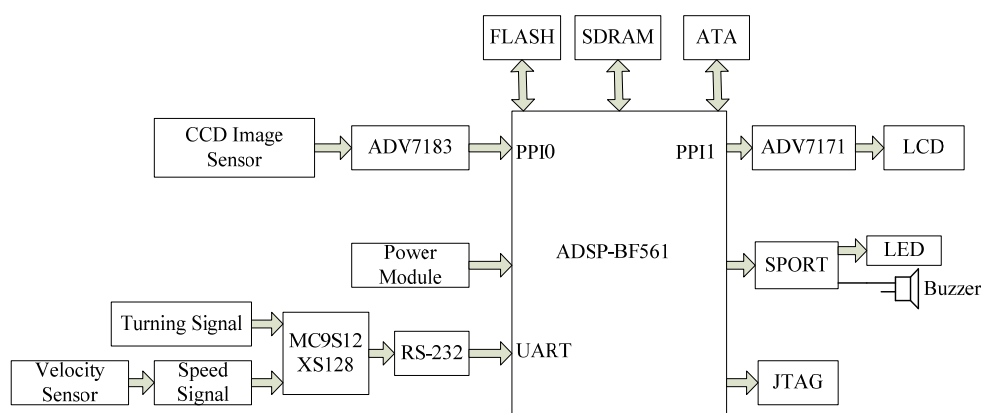 FLASH
SDRAM
ATA
CCD Image
Sensor
ADV7183
PPI0
PPI1
ADV7171
LCD
Power
Module
ADSP-BF561
SPORT
LED
Buzzer
Turning Signal
MC9S12
XS128
RS-232
UART
Velocity
Sensor
Speed
Signal
JTAG